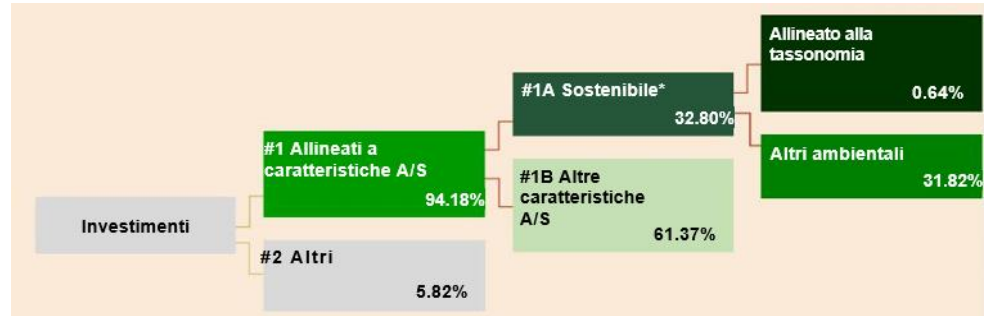 Investimenti
#1 Allineati a
caratteristiche A/S
94.18%
#2 Altri
5.82%
#1A Sostenibile*
32.80%
#1B Altre
caratteristiche
A/S
61.37%
Allineato alla
tassonomia
0.64%
Altri ambientali
31.82%